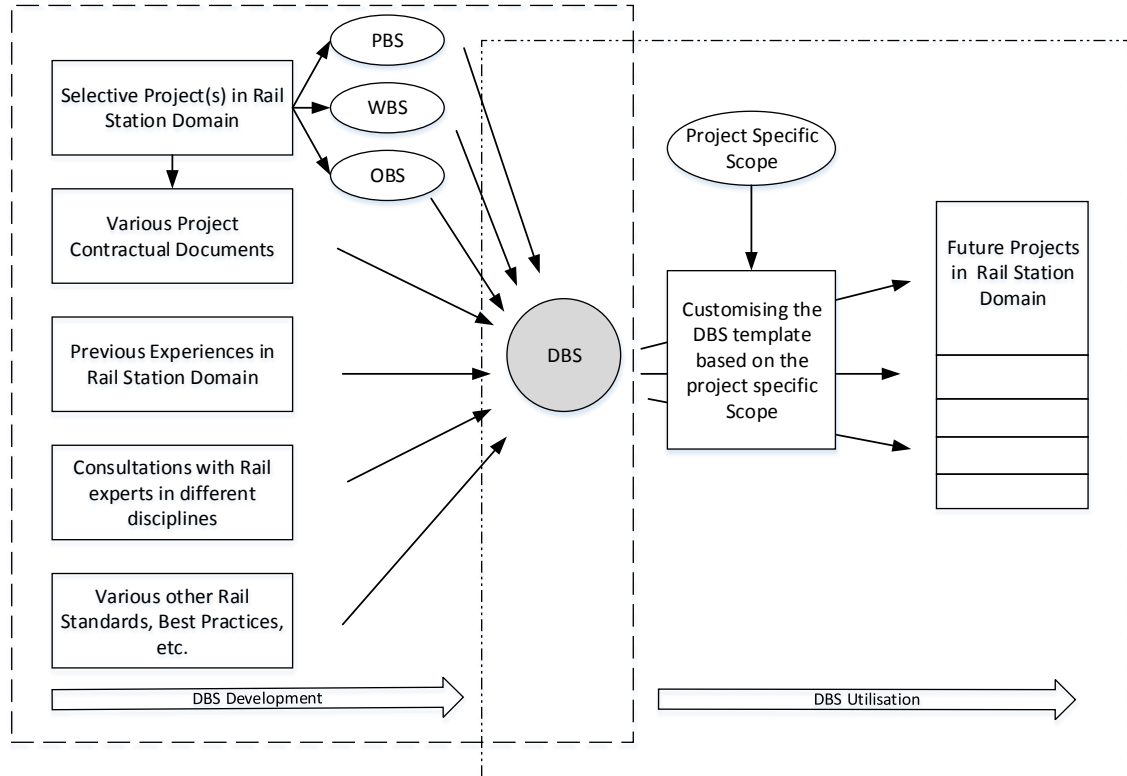 PBS
Selective Project(s) in Rail
Station Domain
WBS
OBS
Various Project
Contractual Documents
Previous Experiences in
Rail Station Domain
Consultations with Rail
experts in different
disciplines
Various other Rail
Standards, Best Practices,
etc.
DBS Development
DBS
Project Specific
Scope
Customising the
DBS template
based on the
project specific
Scope
Future Projects
in Rail Station
Domain
DBS Utilisation